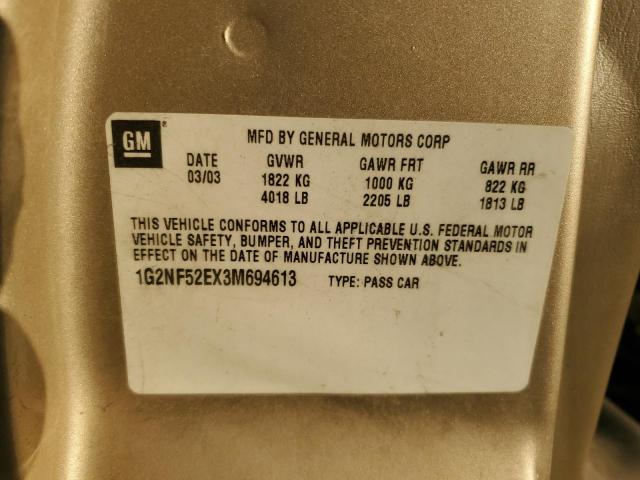 GM ®
MFD BY GENERAL MOTORS CORP
DATE GVWR GAWR FRT GAWR RR
03/03 1822 KG 1000 KG 822 KG
4018 LB 2205 LB 1813 LB
THIS VEHICLE CONFORMS TO ALL APPLICABLE U.S. FEDERAL MOTOR
VEHICLE SAFETY, BUMPER, AND THEFT PREVENTION STANDARDS IN
EFFECT ON THE DATE OF MANUFACTURE SHOWN ABOVE.
1G2NF52EX3M694613 TYPE: PASS CAR